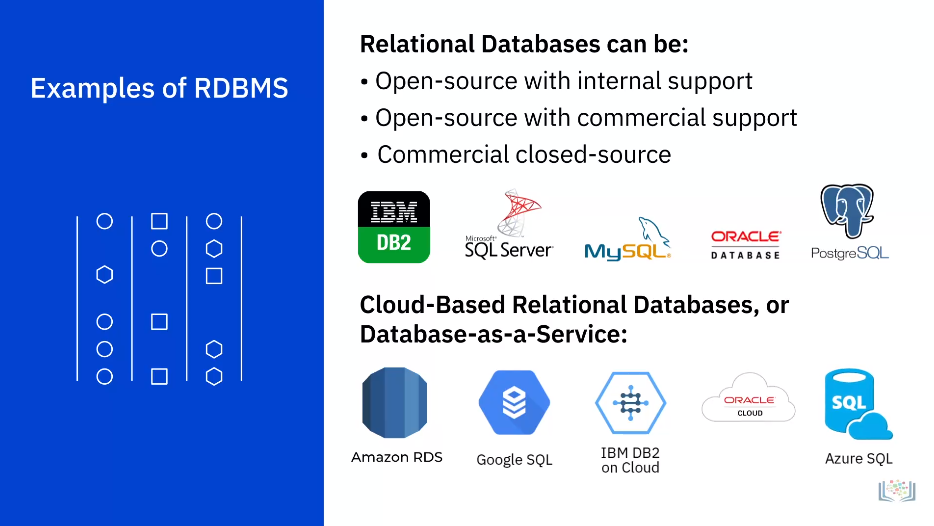 Examples of RDBMS
Relational Databases can be:
• Open-source with internal support
• Open-source with commercial support
• Commercial closed-source
IBM
DB2
Microsoft®
SQL Server®
MySQL®
ORACLE®
DATABASE
PostgreSQL
Cloud-Based Relational Databases, or
Database-as-a-Service:
Amazon RDS
Google SQL
IBM DB2
on Cloud
ORACLE
CLOUD
SQL
Azure SQL